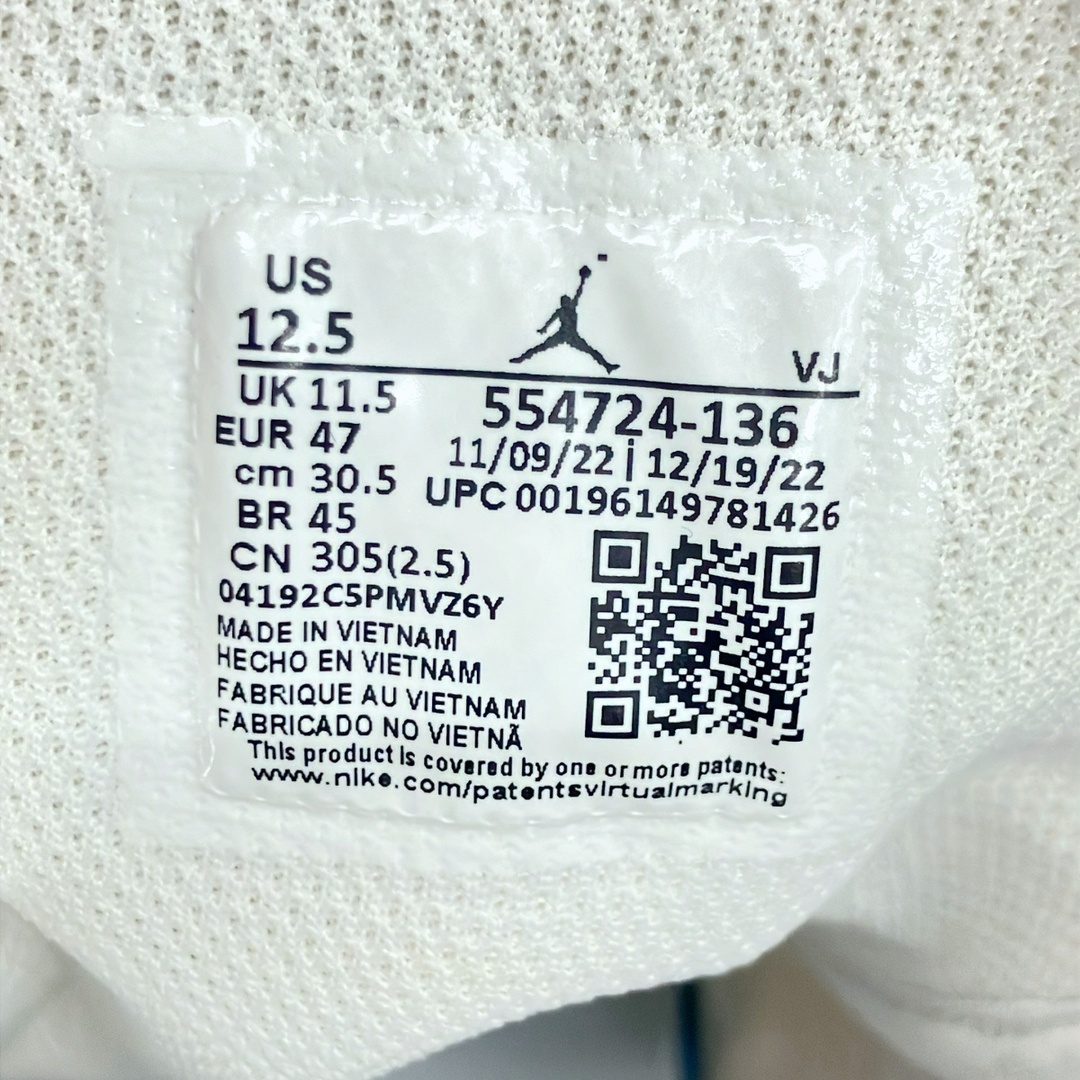 US
12.5
VJ
UK 11.5
554724-136
EUR 47
11/09/22 | 12/19/22
cm 30.5
UPC 00196149781426
BR 45
CN 305(2.5)
04192C5PMVZ6Y
MADE IN VIETNAM
HECHO EN VIETNAM
FABRIQUE AU VIETNAM
FABRICADO NO VIETNÃ
This product is covered by one or more patents:
www.nike.com/patentsvirtualmarking